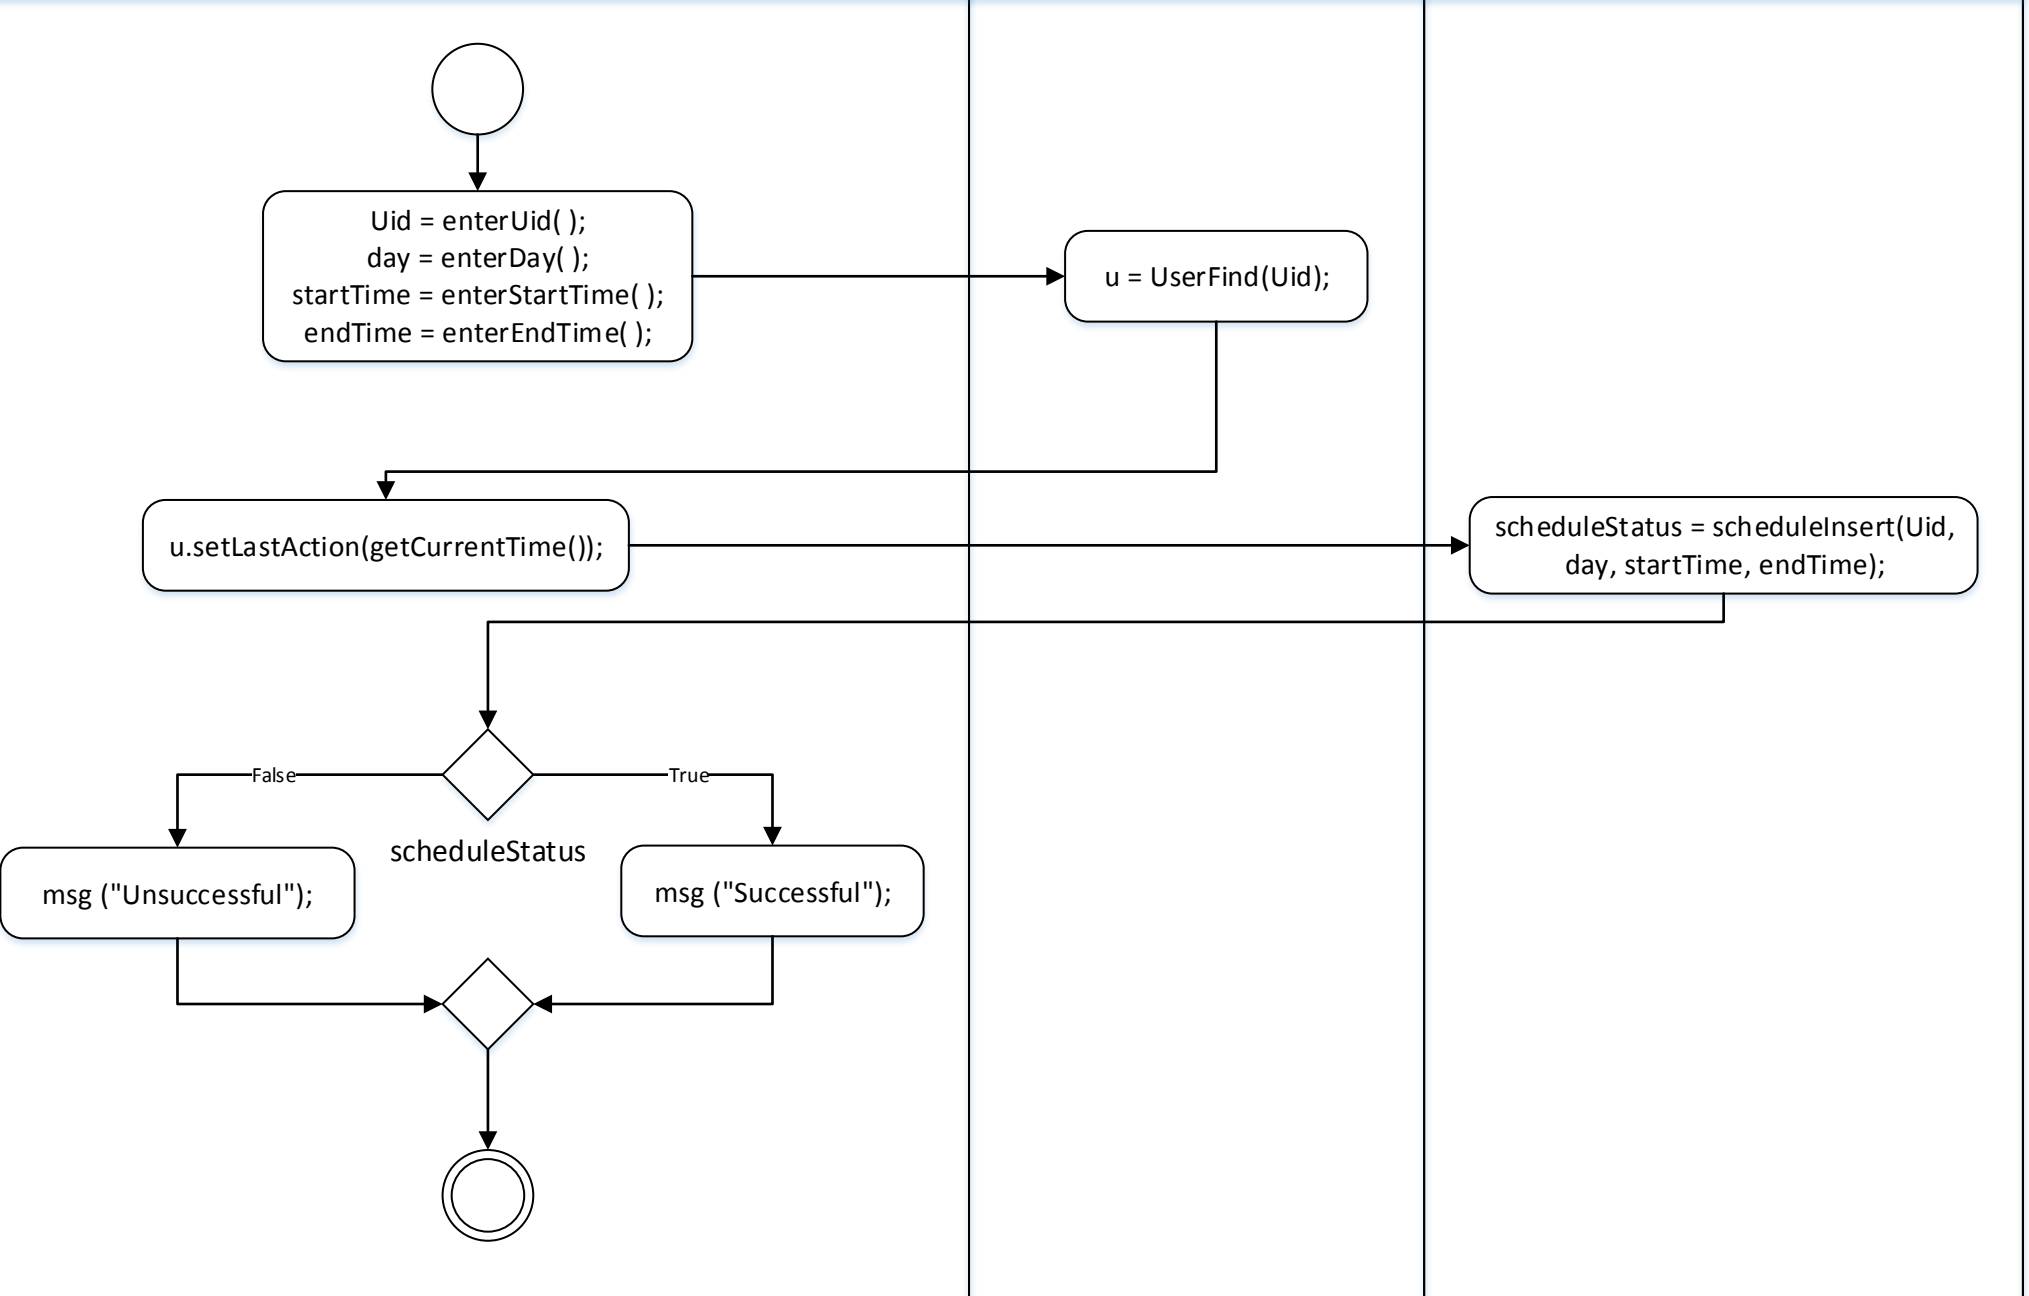 Uid = enterUid( );
day = enterDay( );
startTime = enterStartTime( );
endTime = enterEndTime( );
u = UserFind(Uid);
u.setLastAction(getCurrentTime());
scheduleStatus = scheduleInsert(Uid,
day, startTime, endTime);
False
True
scheduleStatus
msg ("Unsuccessful");
msg ("Successful");